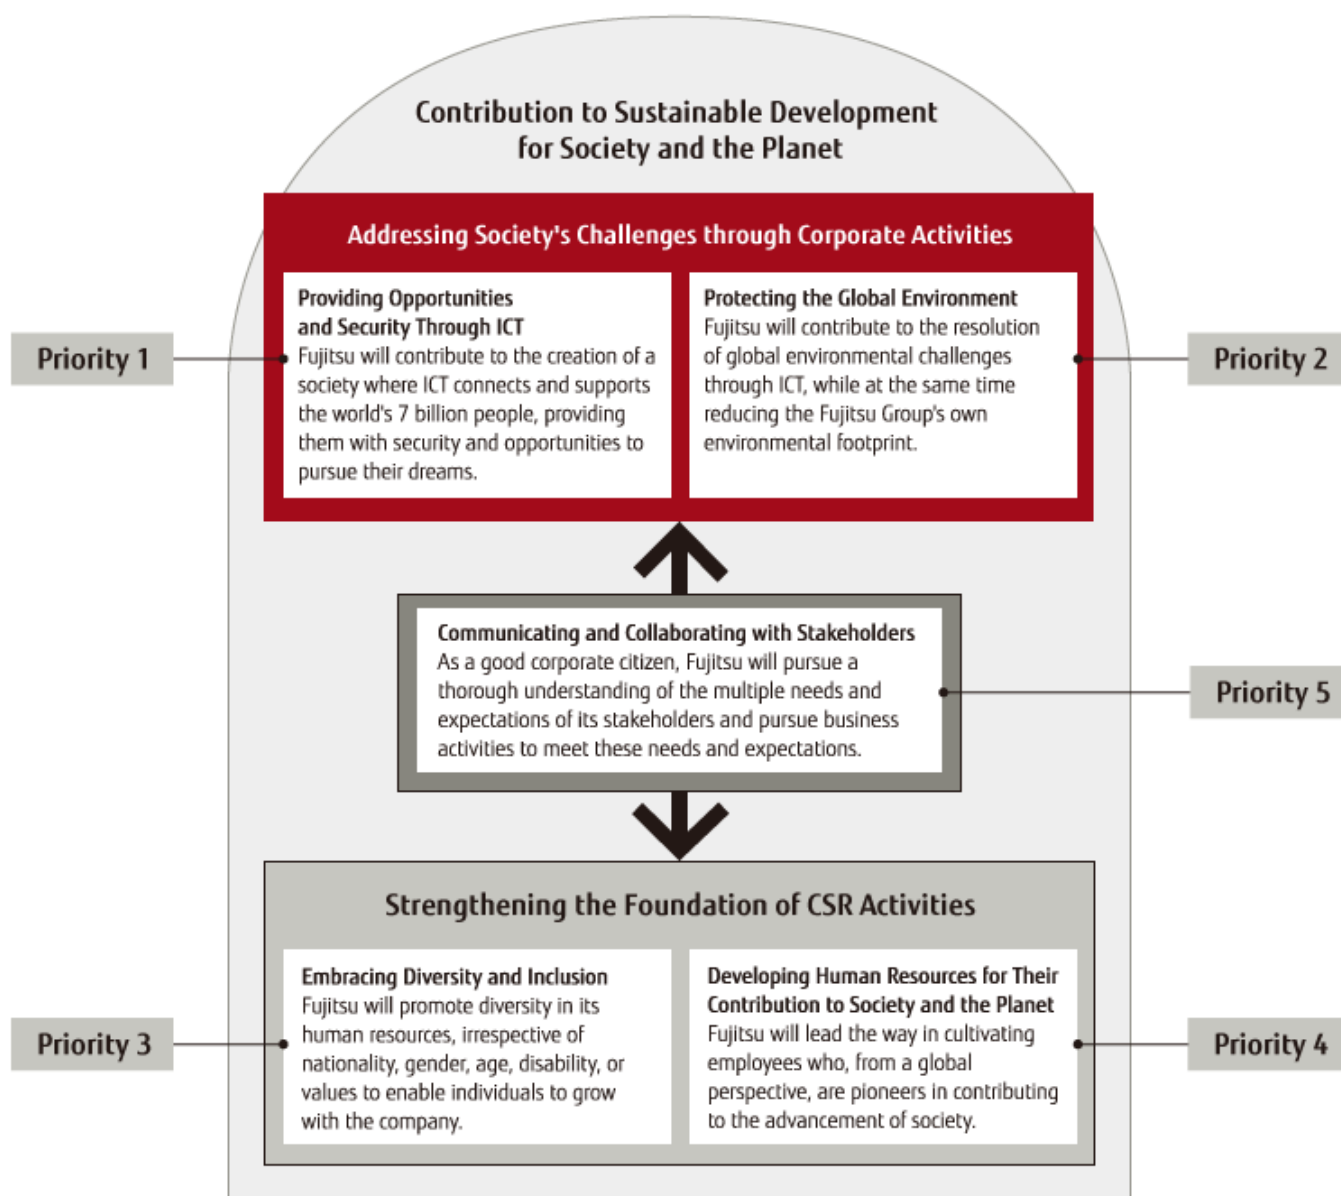 Contribution to Sustainable Development
for Society and the Planet
Addressing Society's Challenges through Corporate Activities
Priority 1
Providing Opportunities
and Security Through ICT
Fujitsu will contribute to the creation of a
society where ICT connects and supports
the world's 7 billion people, providing
them with security and opportunities to
pursue their dreams.
Protecting the Global Environment
Fujitsu will contribute to the resolution
of global environmental challenges
through ICT, while at the same time
reducing the Fujitsu Group's own
environmental footprint.
Priority 2
Communicating and Collaborating with Stakeholders
As a good corporate citizen, Fujitsu will pursue a
thorough understanding of the multiple needs and
expectations of its stakeholders and pursue business
activities to meet these needs and expectations.
Priority 5
Strengthening the Foundation of CSR Activities
Priority 3
Embracing Diversity and Inclusion
Fujitsu will promote diversity in its
human resources, irrespective of
nationality, gender, age, disability, or
values to enable individuals to grow
with the company.
Developing Human Resources for Their
Contribution to Society and the Planet
Fujitsu will lead the way in cultivating
employees who, from a global
perspective, are pioneers in contributing
to the advancement of society.
Priority 4